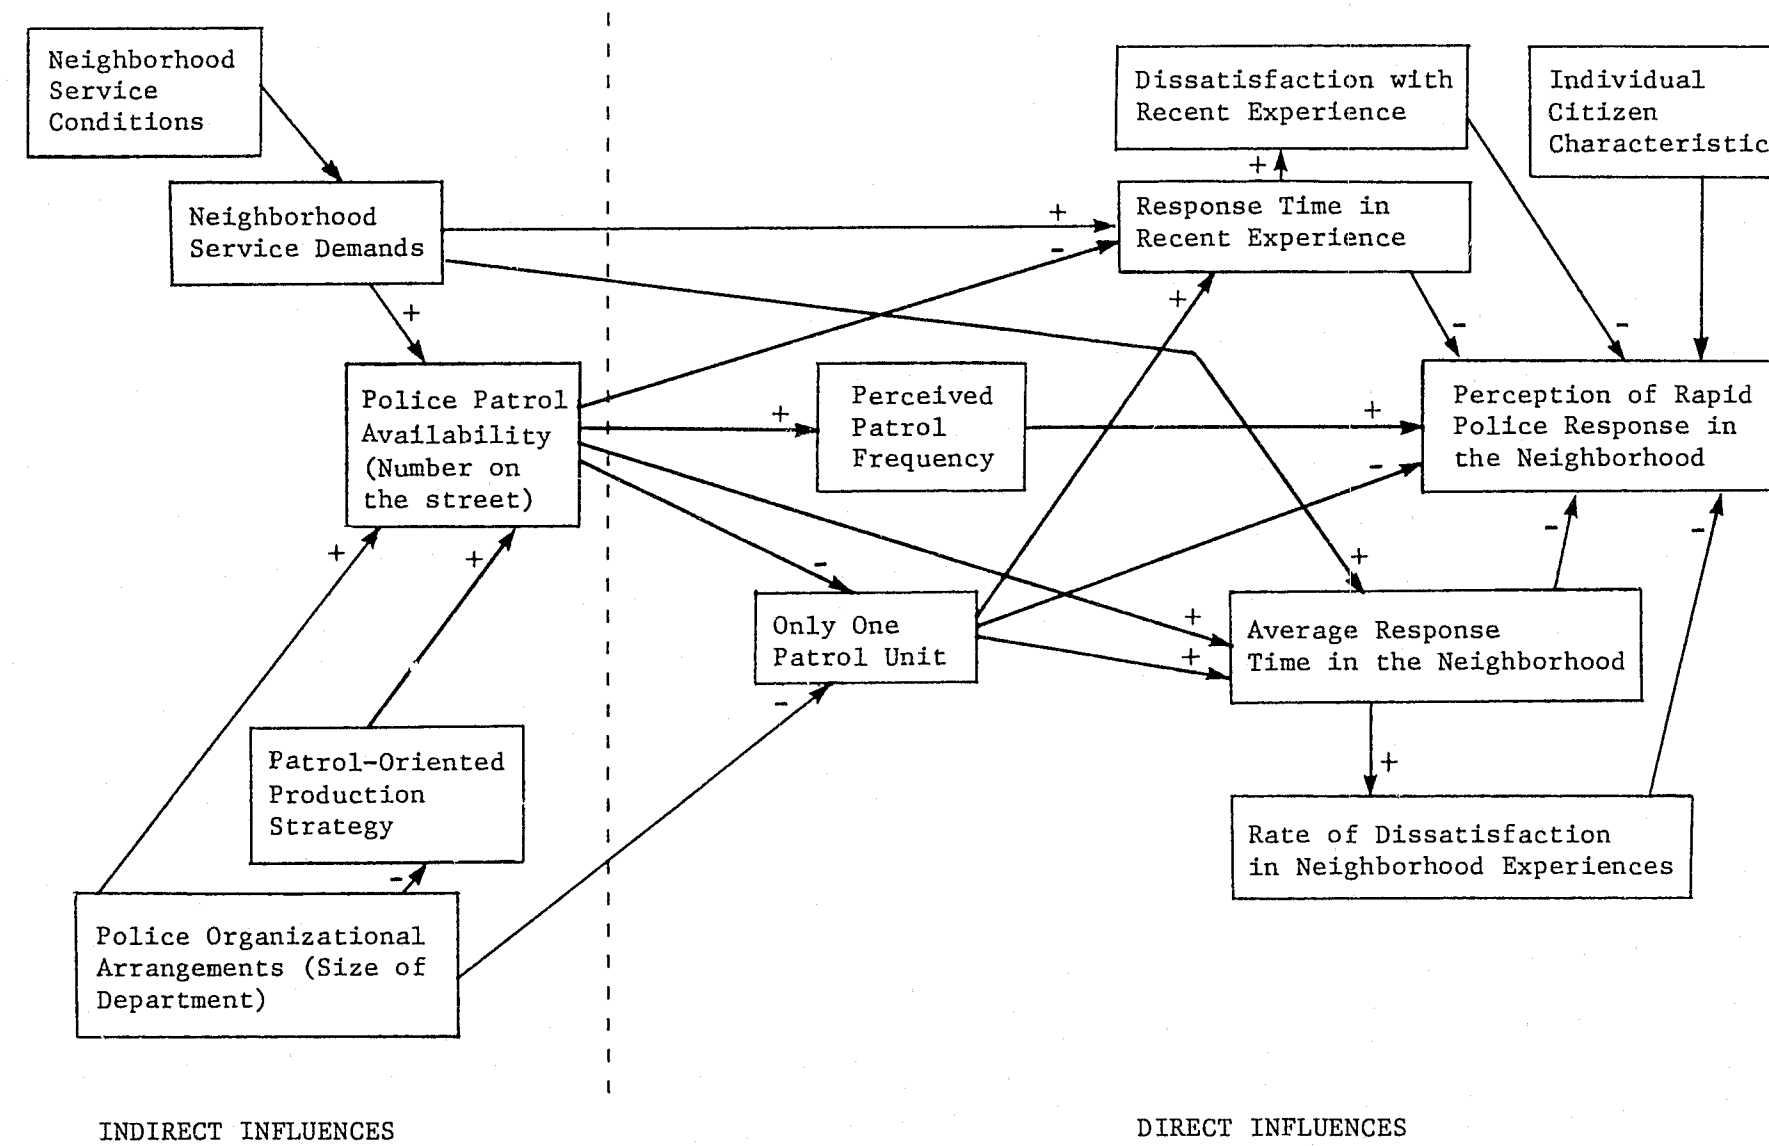 Neighborhood
Service
Conditions
Neighborhood
Service Demands
+
Police Patrol
Availability
(Number on
the street)
+
+
Patrol-Oriented
Production
Strategy
-
Police Organizational
Arrangements (Size of
Department)
INDIRECT INFLUENCES
Dissatisfaction with
Recent Experience
+
Response Time in
Recent Experience
+
-
+
Perceived
Patrol
Frequency
+
-
Only One
Patrol Unit
-
Individual
Citizen
Characteristic
-
-
Perception of Rapid
Police Response in
the Neighborhood
+
-
-
-
+
+
+
Average Response
Time in the Neighborhood
+
Rate of Dissatisfaction
in Neighborhood Experiences
DIRECT INFLUENCES